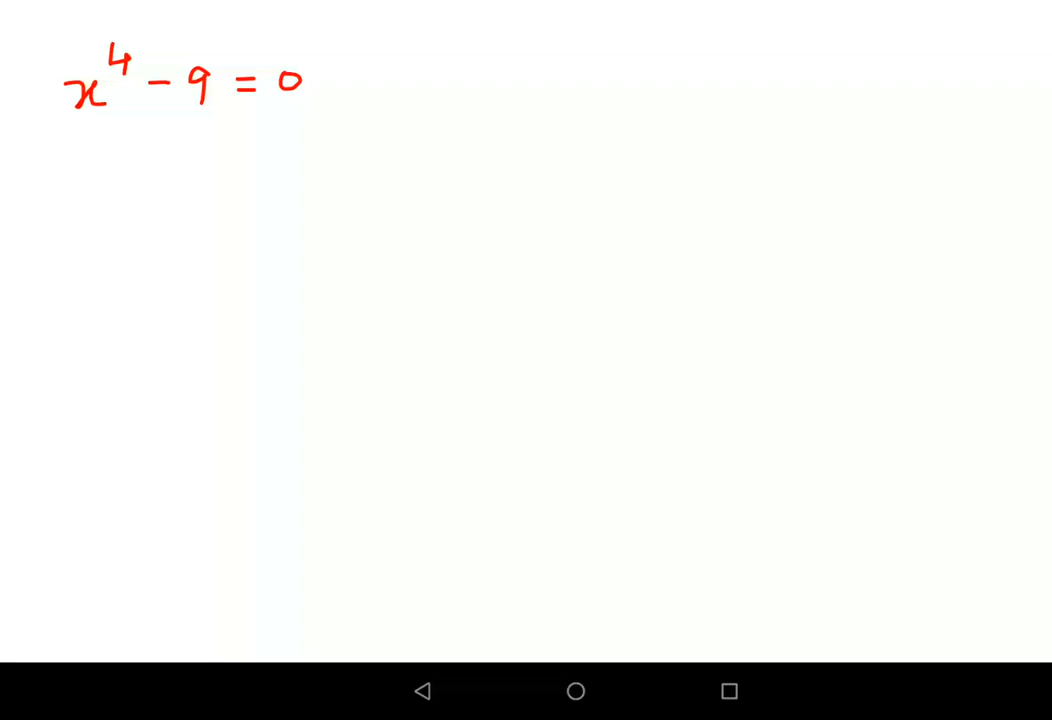 x⁴ - 9 = 0